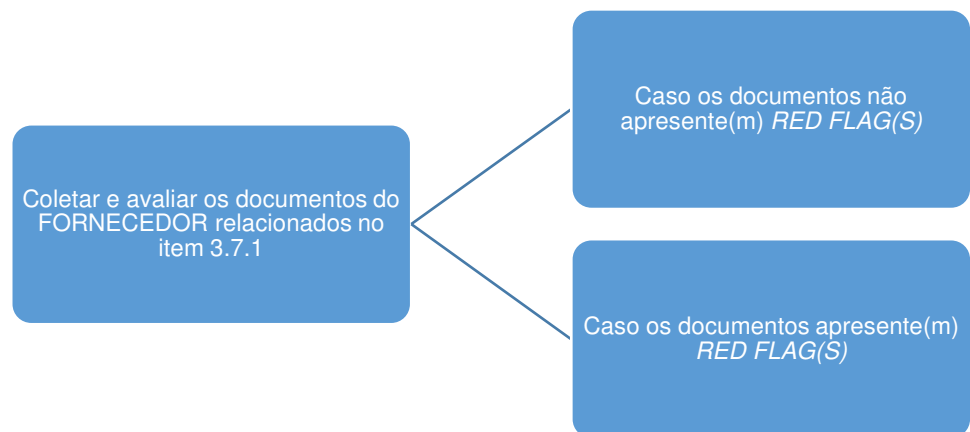 Coletar e avaliar os documentos do
FORNECEDOR relacionados no
item 3.7.1
Caso os documentos não
apresente(m) RED FLAG(S)
Caso os documentos apresente(m)
RED FLAG(S)